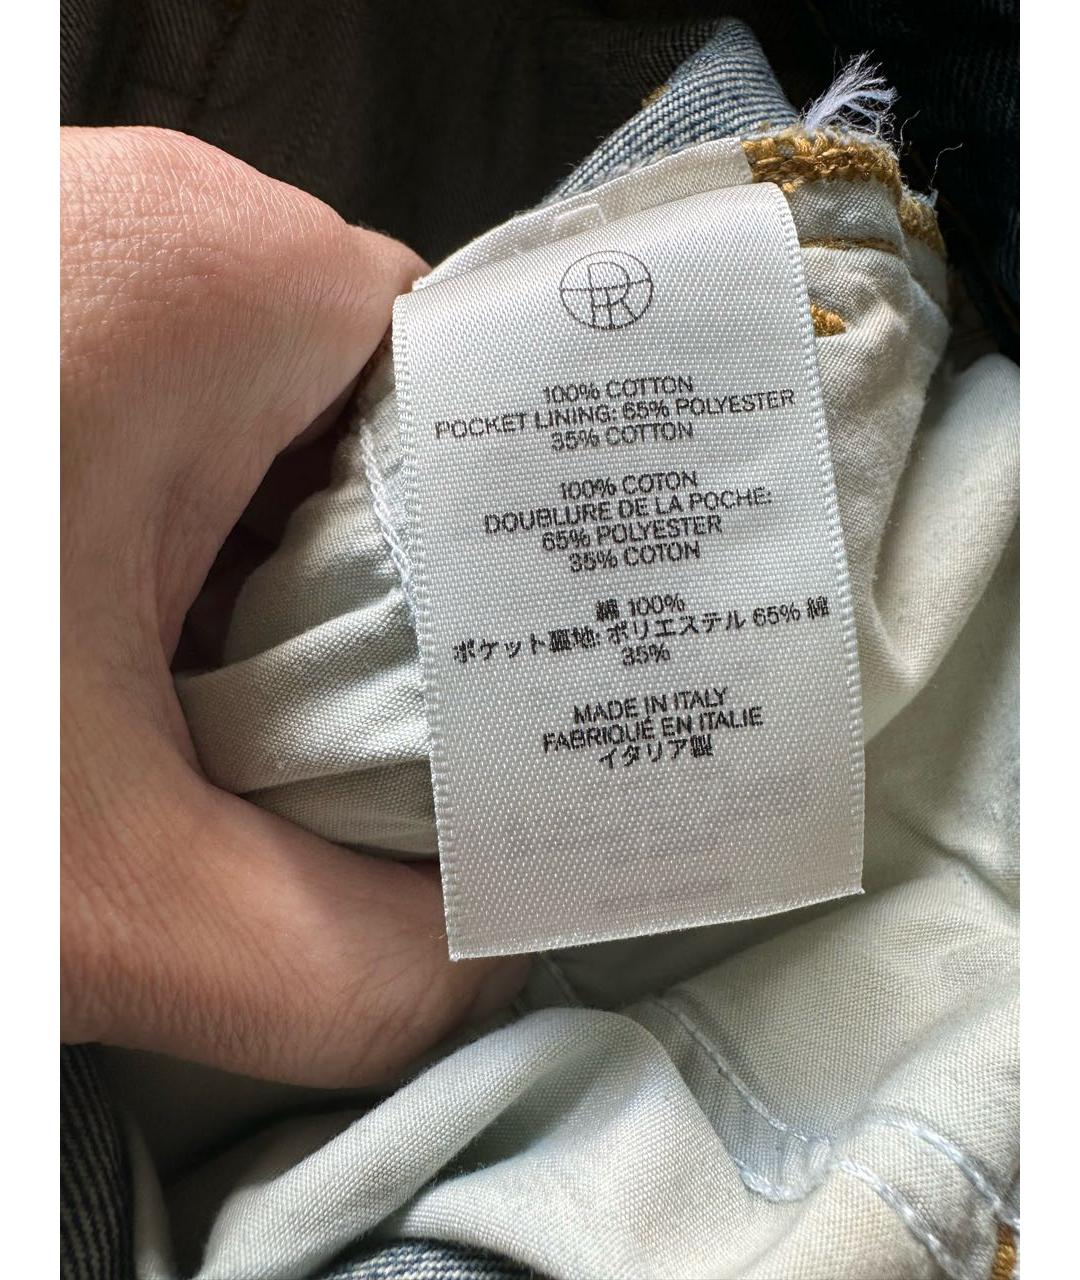 R
100% COTTON
POCKET LINING: 65% POLYESTER
35% COTTON
100% COTON
DOUBLURE DE LA POCHE:
65% POLYESTER
35% COTON
綿 100%
ポケット裏地: ポリエステル 65% 綿
35%
MADE IN ITALY
FABRIQUÉ EN ITALIE
イタリア製